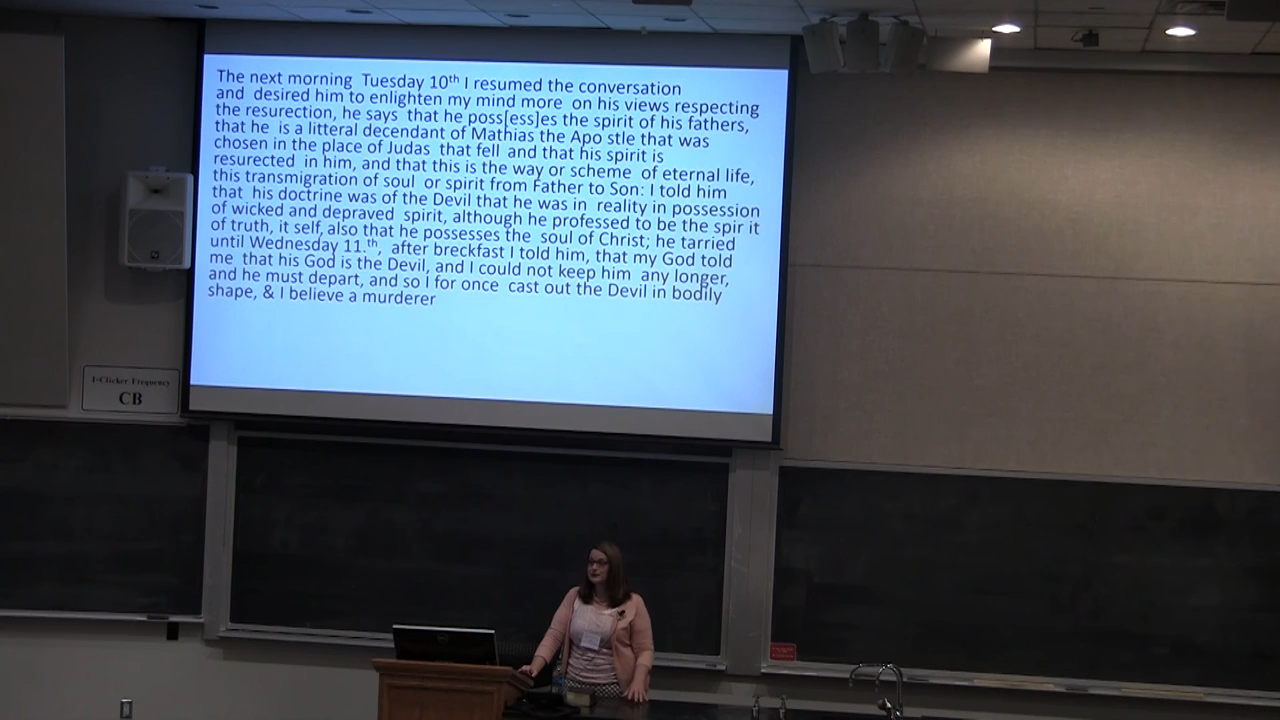 The next morning Tuesday 10th I resumed the conversation
and desired him to enlighten my mind more on his views respecting
the resurection, he says that he poss[ess]es the spirit of his fathers,
that he is a litteral decendant of Mathias the Apo stle that was
chosen in the place of Judas that fell and that his spirit is
resurected in him, and that this is the way or scheme of eternal life,
this transmigration of soul or spirit from Father to Son: I told him
that his doctrine was of the Devil that he was in reality in possession
of wicked and depraved spirit, although he professed to be the spir it
of truth, it self, also that he possesses the soul of Christ; he tarried
until Wednesday 11.th, after breckfast I told him, that my God told
me that his God is the Devil, and I could not keep him any longer,
and he must depart, and so I for once cast out the Devil in bodily
shape, & I believe a murderer
I-Clicker Frequency
CB